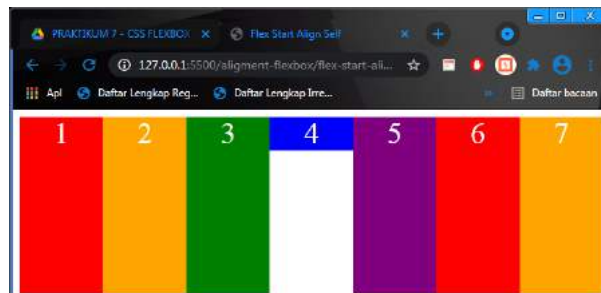 PRAKTIKUM 7 - CSS FLEXBOX
Flex Start Align Self
127.0.0.1:5500/aligment-flexbox/flex-start-ali...
Apl
Daftar Lengkap Reg...
Daftar Lengkap Irre...
Daftar bacaan
1 2 3 4 5 6 7